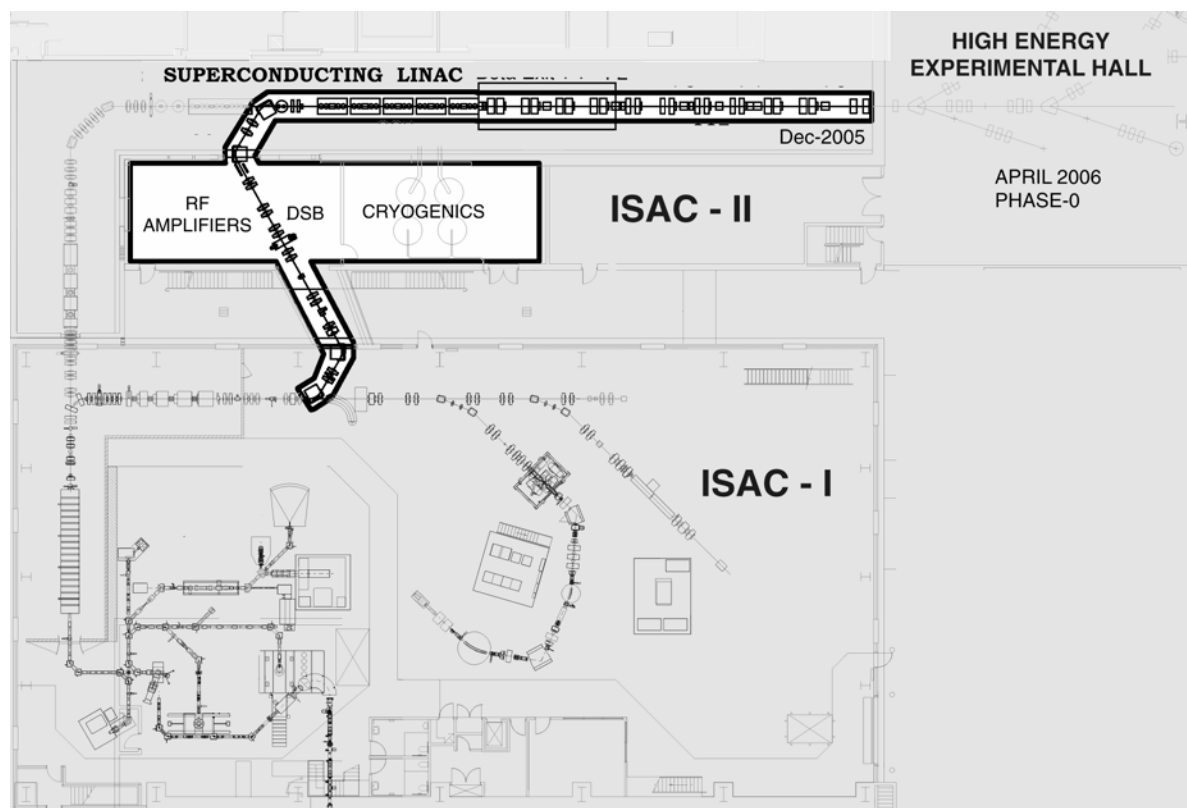 HIGH ENERGY
EXPERIMENTAL HALL
SUPERCONDUCTING LINAC
Dec-2005
APRIL 2006
PHASE-0
RF
AMPLIFIERS
DSB
CRYOGENICS
ISAC - II
ISAC - I